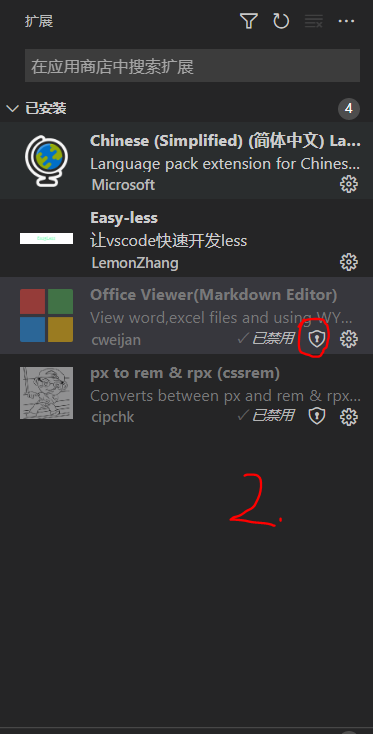 扩展
在应用商店中搜索扩展
已安装
4
Chinese (Simplified) (简体中文) La...
Language pack extension for Chines...
Microsoft
Easy-less
让vscode快速开发less
LemonZhang
Office Viewer(Markdown Editor)
View word,excel files and using WY...
cweijan
✓已禁用
px to rem & rpx (cssrem)
Converts between px and rem & rpx...
cipchk
✓已禁用
2.